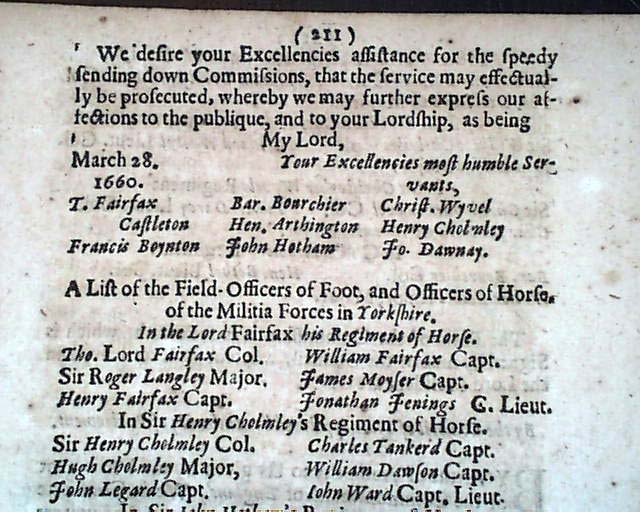 (211)
We desire your Excellencies assistance for the speedy
sending down Commissions, that the service may effectual-
ly be prosecuted, whereby we may further express our af-
fections to the publique, and to your Lordship, as being
My Lord,
March 28. Your Excellencies most humble Ser-
1660. vants,
T. Fairfax Bar. Bourchier Christ. Wyvel
Castleton Hen. Arthington Henry Cholmley
Francis Boynton John Hotham Jo. Dawnay.
A List of the Field-Officers of Foot, and Officers of Horse,
of the Militia Forces in Yorkshire.
In the Lord Fairfax his Regiment of Horse.
Tho. Lord Fairfax Col. William Fairfax Capt.
Sir Roger Langley Major. James Moyser Capt.
Henry Fairfax Capt. Jonathan Jenings G. Lieut.
In Sir Henry Cholmley's Regiment of Horse.
Sir Henry Cholmley Col. Charles Tankerd Capt.
Hugh Cholmley Major, William Dawson Capt.
John Legard Capt. John Ward Capt. Lieut.
In Sir John Hotham's Regiment of